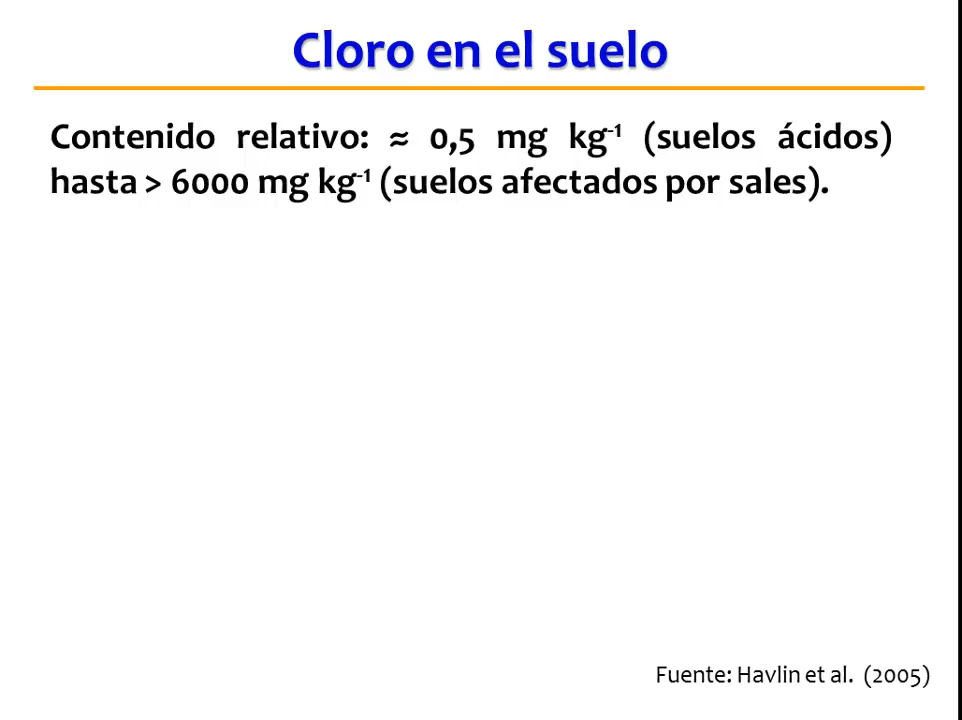 Cloro en el suelo
Contenido relativo: ≈ 0,5 mg kg⁻¹ (suelos ácidos)
hasta > 6000 mg kg⁻¹ (suelos afectados por sales).
Fuente: Havlin et al. (2005)